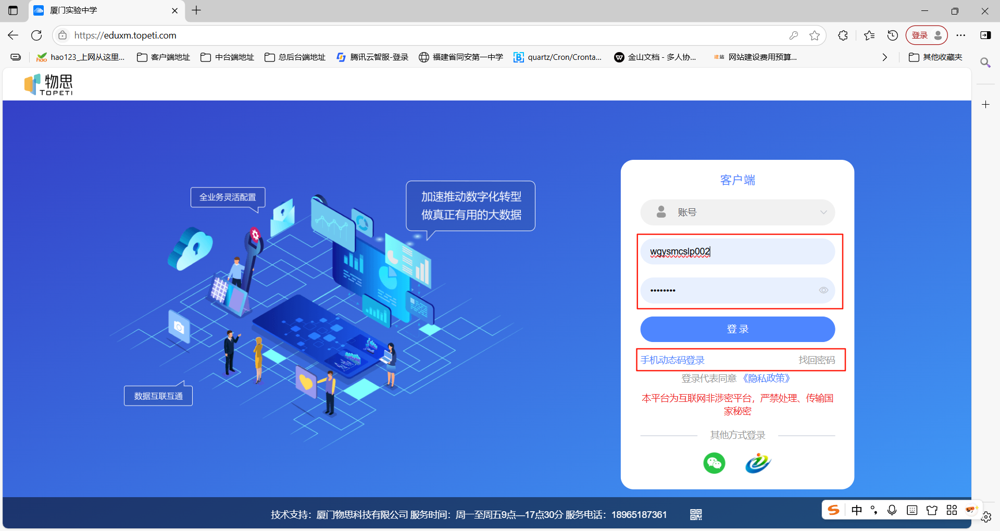 厦门实验中学
https://eduxm.topeti.com
登录
hao123_上网从这里...
客户端地址
中台端地址
总后台端地址
腾讯云智服-登录
福建省同安第一中学
quartz/Cron/Cronta...
金山文档 - 多人协...
建站
网站建设费用预算...
其他收藏夹
物思
TOPETI
全业务灵活配置
加速推动数字化转型
做真正有用的大数据
数据互联互通
客户端
账号
wgysmcslp002
••••••••
登 录
手机动态码登录
找回密码
登录代表同意《隐私政策》
本平台为互联网非涉密平台，严禁处理、传输国
家秘密
其他方式登录
技术支持：厦门物思科技有限公司 服务时间：周一至周五9点—17点30分 服务电话：18965187361
中